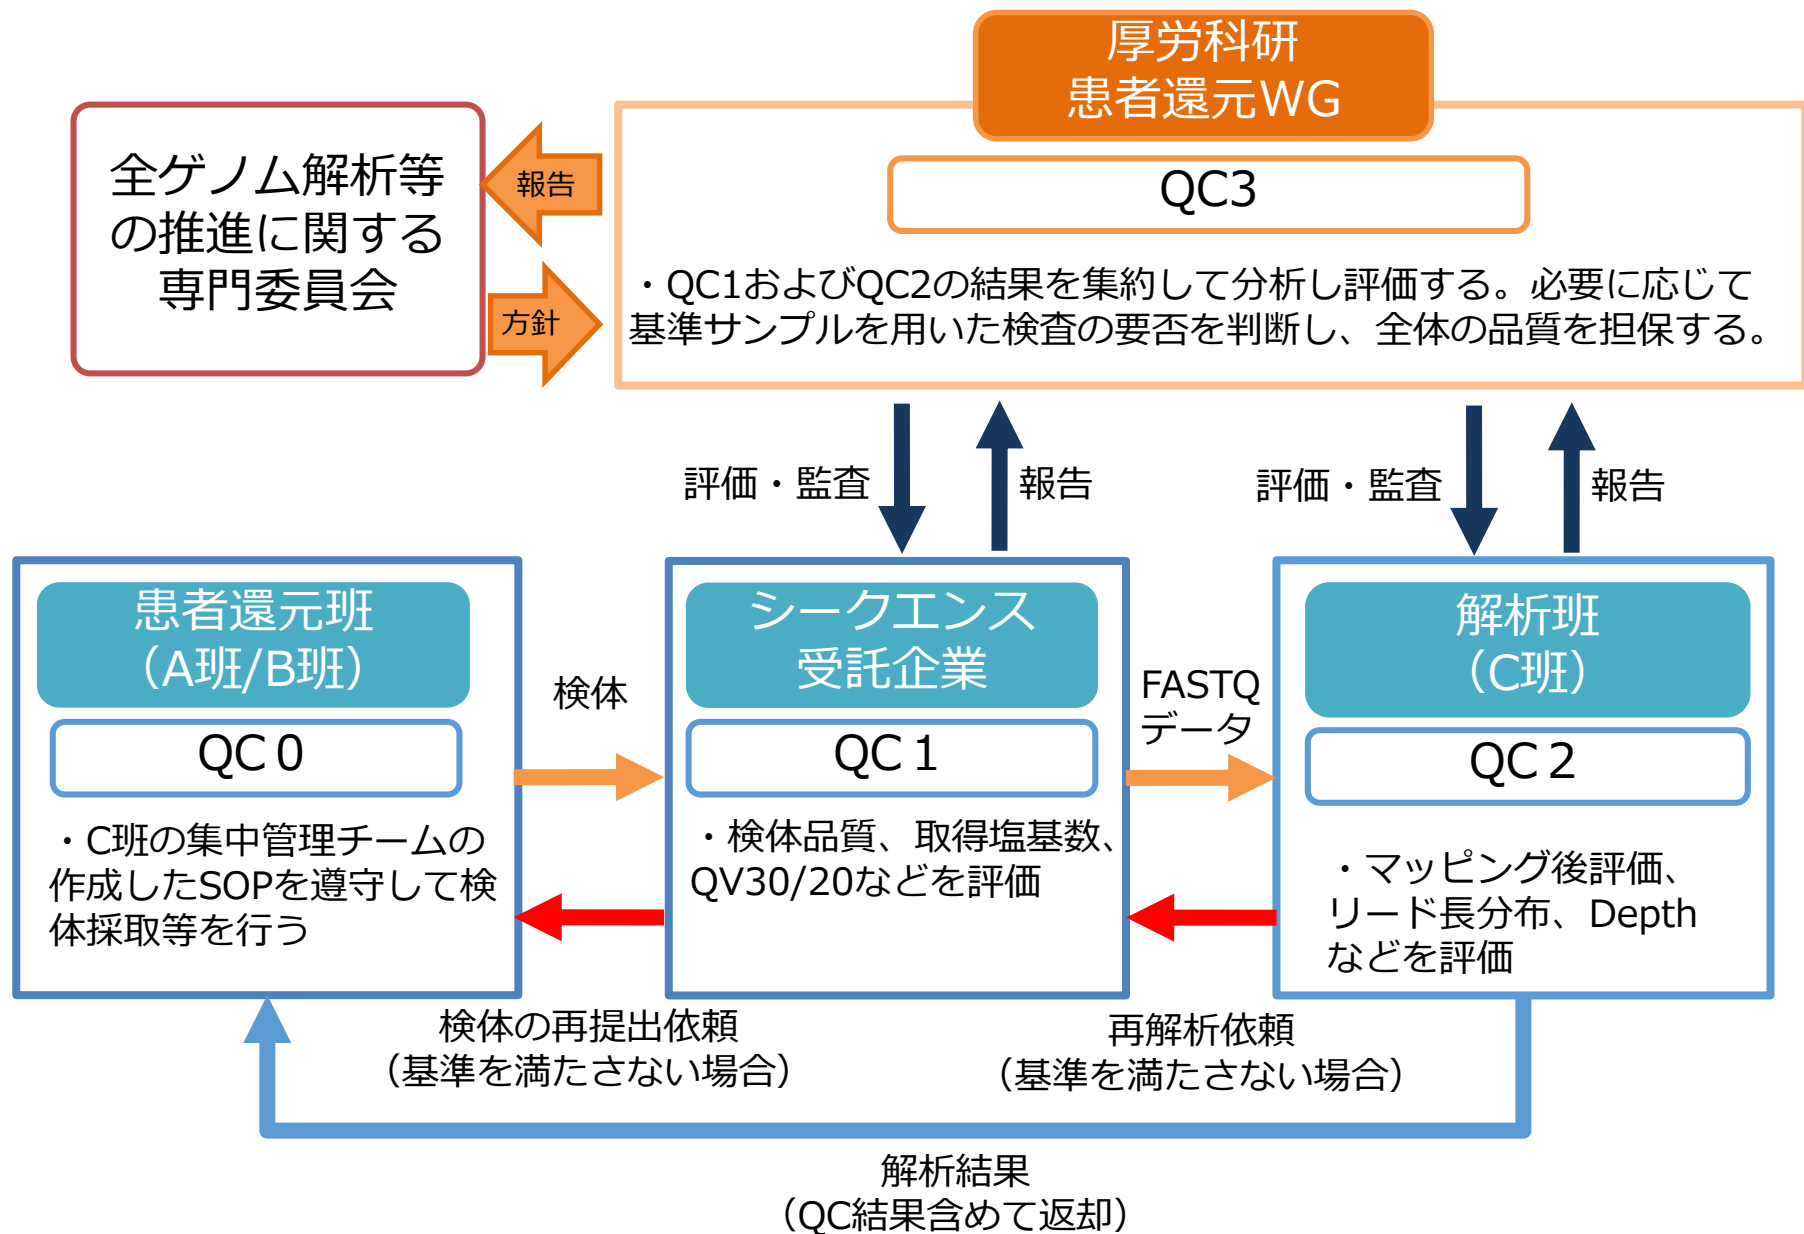 厚労科研
患者還元WG
全ゲノム解析等
の推進に関する
専門委員会
報告
方針
QC3
・QC1およびQC2の結果を集約して分析し評価する。必要に応じて
基準サンプルを用いた検査の要否を判断し、全体の品質を担保する。
評価・監査
報告
評価・監査
報告
患者還元班
（A班/B班）
QC０
・C班の集中管理チームの
作成したSOPを遵守して検
体採取等を行う
検体
シークエンス
受託企業
QC１
・検体品質、取得塩基数、
QV30/20などを評価
FASTQ
データ
解析班
（C班）
QC２
・マッピング後評価、
リード長分布、Depth
などを評価
検体の再提出依頼
（基準を満たさない場合）
再解析依頼
（基準を満たさない場合）
解析結果
（QC結果含めて返却）